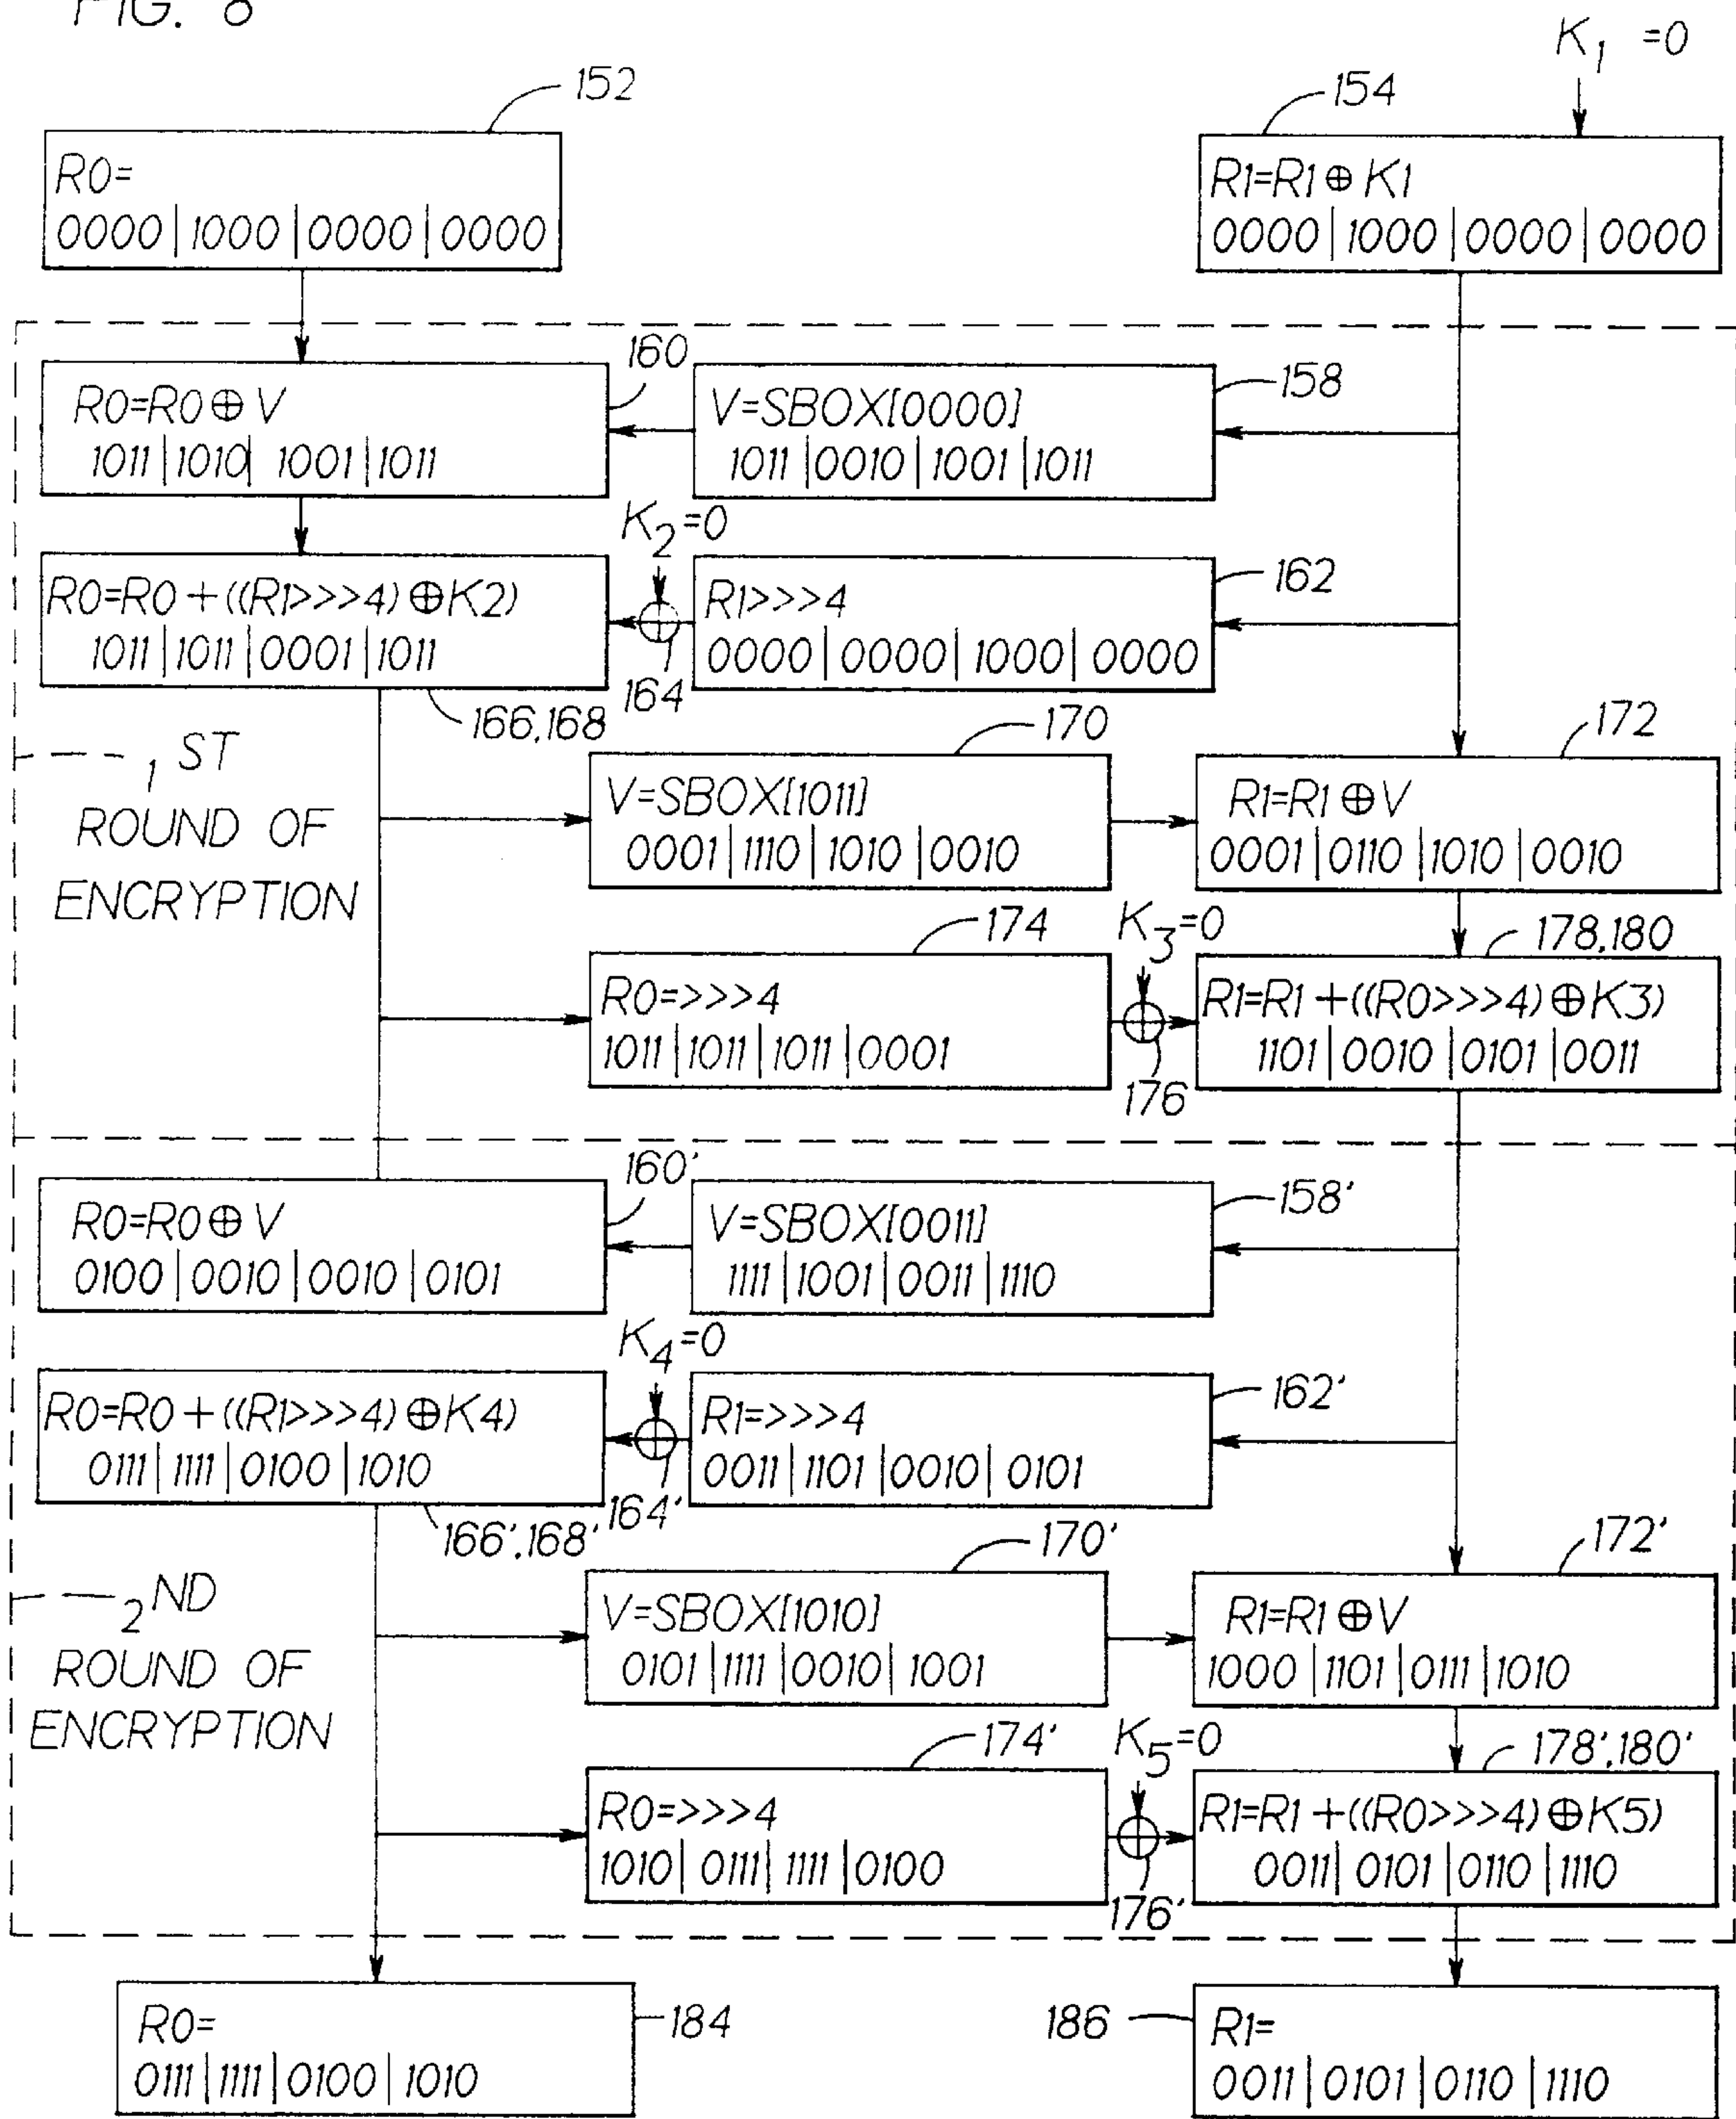 FIG. 8
K1 =0
152
154
R0=
0000|1000|0000|0000
R1=R1⊕K1
0000|1000|0000|0000
160
158
R0=R0⊕V
1011|1010|1001|1011
V=SBOX[0000]
1011|0010|1001|1011
K2=0
162
R0=R0+((R1>>>4)⊕K2)
1011|1011|0001|1011
R1>>>4
0000|0000|1000|0000
164
166,168
170
172
1ST
ROUND OF
ENCRYPTION
V=SBOX[1011]
0001|1110|1010|0010
R1=R1⊕V
0001|0110|1010|0010
174
K3=0
178,180
R0=>>>4
1011|1011|1011|0001
R1=R1+((R0>>>4)⊕K3)
1101|0010|0101|0011
176
160'
158'
R0=R0⊕V
0100|0010|0010|0101
V=SBOX[0011]
1111|1001|0011|1110
K4=0
162'
R0=R0+((R1>>>4)⊕K4)
0111|1111|0100|1010
R1=>>>4
0011|1101|0010|0101
164'
166',168'
170'
172'
2ND
ROUND OF
ENCRYPTION
V=SBOX[1010]
0101|1111|0010|1001
R1=R1⊕V
1000|1101|0111|1010
174'
K5=0
178',180'
R0=>>>4
1010|0111|1111|0100
R1=R1+((R0>>>4)⊕K5)
0011|0101|0110|1110
176'
R0=
0111|1111|0100|1010
184
186
R1=
0011|0101|0110|1110